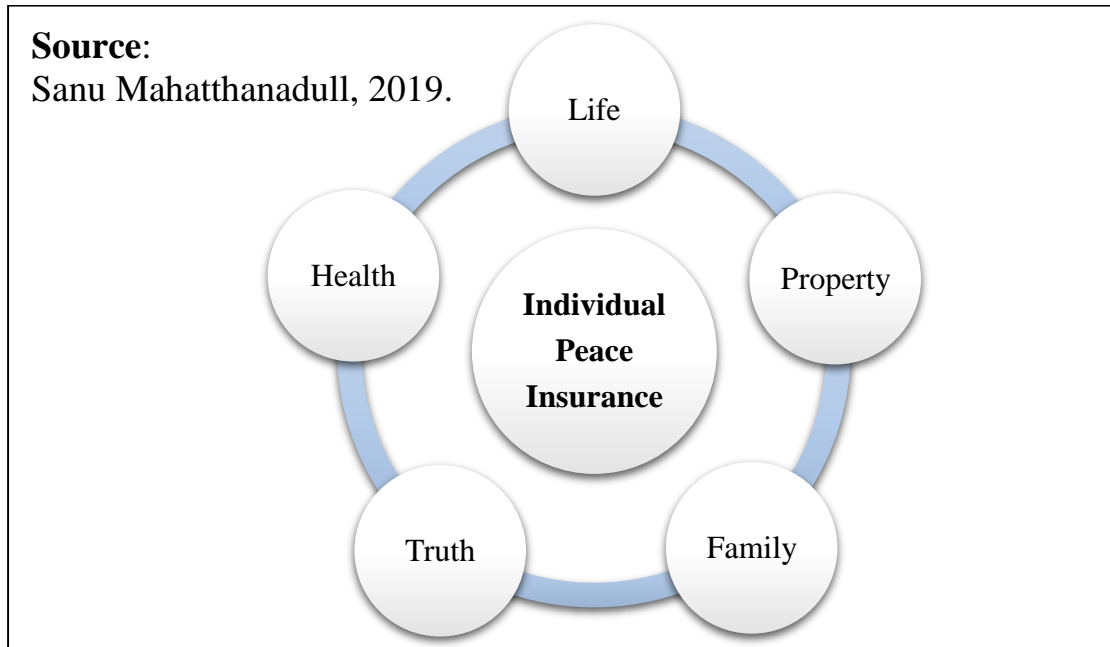 Source:
Sanu Mahatthanadull, 2019.
Life
Property
Family
Truth
Health
Individual
Peace
Insurance